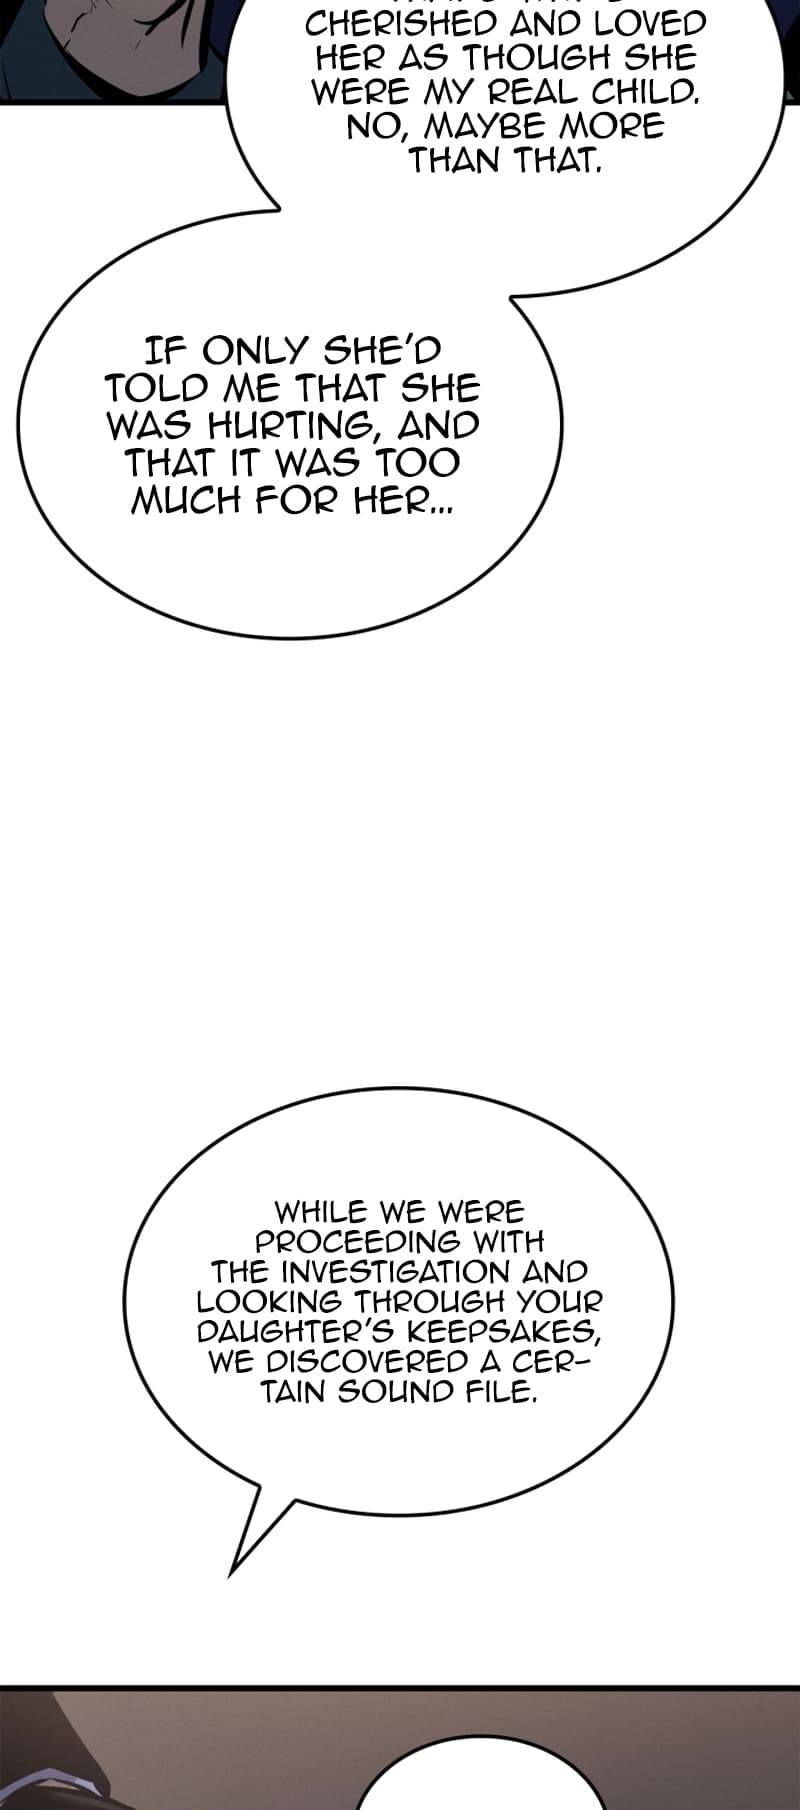 CHERISHED AND LOVED
HER AS THOUGH SHE
WERE MY REAL CHILD.
NO, MAYBE MORE
THAN THAT.
IF ONLY SHE'D
TOLD ME THAT SHE
WAS HURTING, AND
THAT IT WAS TOO
MUCH FOR HER...
WHILE WE WERE
PROCEEDING WITH
THE INVESTIGATION AND
LOOKING THROUGH YOUR
DAUGHTER'S KEEPSAKES,
WE DISCOVERED A CER-
TAIN SOUND FILE.